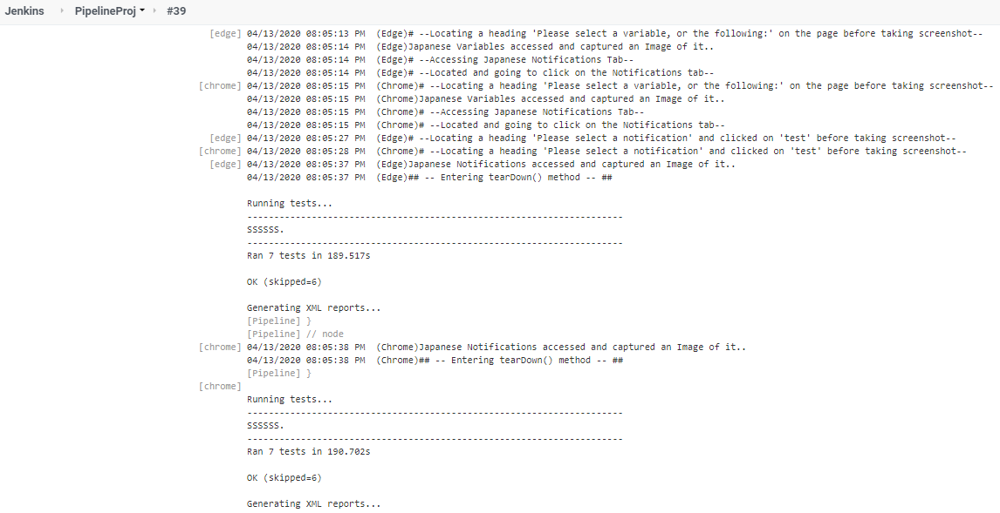 Jenkins PipelineProj #39
[edge] 04/13/2020 08:05:13 PM (Edge)# --Locating a heading 'Please select a variable, or the following:' on the page before taking screenshot--
04/13/2020 08:05:14 PM (Edge)Japanese Variables accessed and captured an Image of it..
04/13/2020 08:05:14 PM (Edge)# --Accessing Japanese Notifications Tab--
04/13/2020 08:05:14 PM (Edge)# --Located and going to click on the Notifications tab--
[chrome] 04/13/2020 08:05:15 PM (Chrome)# --Locating a heading 'Please select a variable, or the following:' on the page before taking screenshot--
04/13/2020 08:05:15 PM (Chrome)Japanese Variables accessed and captured an Image of it..
04/13/2020 08:05:15 PM (Chrome)# --Accessing Japanese Notifications Tab--
04/13/2020 08:05:15 PM (Chrome)# --Located and going to click on the Notifications tab--
[edge] 04/13/2020 08:05:27 PM (Edge)# --Locating a heading 'Please select a notification' and clicked on 'test' before taking screenshot--
[chrome] 04/13/2020 08:05:28 PM (Chrome)# --Locating a heading 'Please select a notification' and clicked on 'test' before taking screenshot--
[edge] 04/13/2020 08:05:37 PM (Edge)Japanese Notifications accessed and captured an Image of it..
04/13/2020 08:05:37 PM (Edge)## -- Entering tearDown() method -- ##
Running tests...
----------------------------------------------------------------------
SSSSSS.
----------------------------------------------------------------------
Ran 7 tests in 189.517s
OK (skipped=6)
Generating XML reports...
[Pipeline] }
[Pipeline] // node
[chrome] 04/13/2020 08:05:38 PM (Chrome)Japanese Notifications accessed and captured an Image of it..
04/13/2020 08:05:38 PM (Chrome)## -- Entering tearDown() method -- ##
[Pipeline] }
[chrome]
Running tests...
----------------------------------------------------------------------
SSSSSS.
----------------------------------------------------------------------
Ran 7 tests in 190.702s
OK (skipped=6)
Generating XML reports...